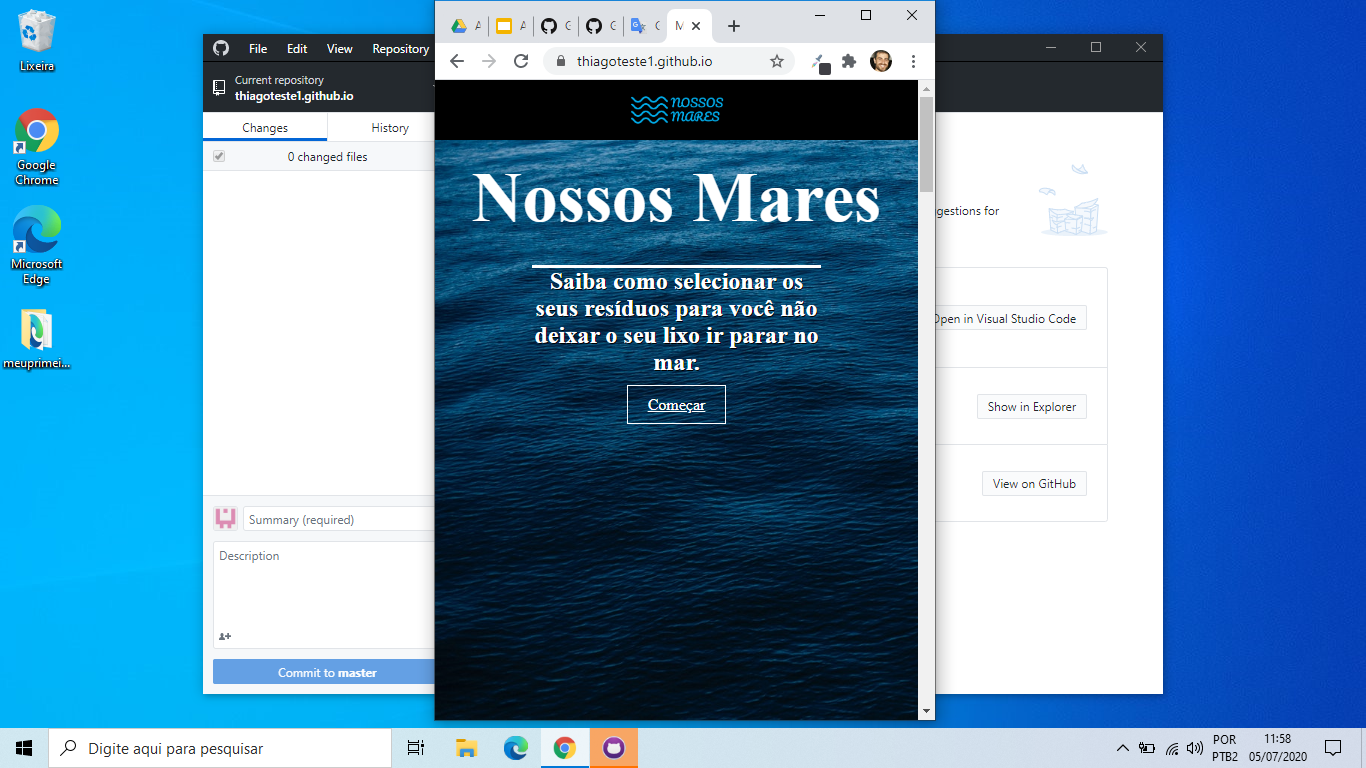 Lixeira
Google
Chrome
Microsoft
Edge
meuprimei...
File Edit View Repository
Current repository
thiagoteste1.github.io
Changes History
0 changed files
Summary (required)
Description
Commit to master
A
A
G
G
G
M
thiagoteste1.github.io
NOSSOS
MARES
Nossos Mares
Saiba como selecionar os
seus resíduos para você não
deixar o seu lixo ir parar no
mar.
Começar
gestions for
Open in Visual Studio Code
Show in Explorer
View on GitHub
Digite aqui para pesquisar
POR
PTB2
11:58
05/07/2020